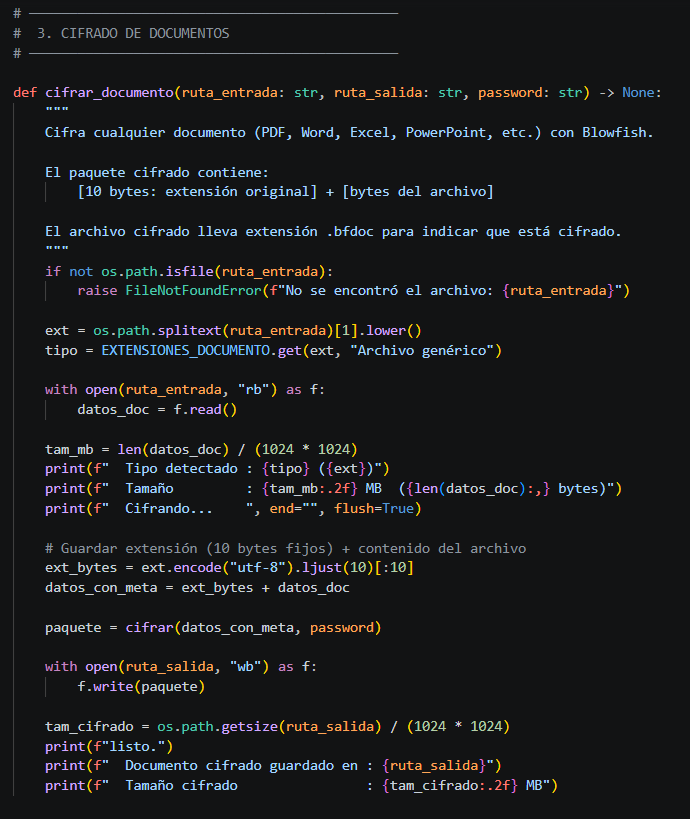 # ──────────────────────────────────────────────
#  3. CIFRADO DE DOCUMENTOS
# ──────────────────────────────────────────────

def cifrar_documento(ruta_entrada: str, ruta_salida: str, password: str) -> None:
    """
    Cifra cualquier documento (PDF, Word, Excel, PowerPoint, etc.) con Blowfish.

    El paquete cifrado contiene:
        [10 bytes: extensión original] + [bytes del archivo]

    El archivo cifrado lleva extensión .bfdoc para indicar que está cifrado.
    """
    if not os.path.isfile(ruta_entrada):
        raise FileNotFoundError(f"No se encontró el archivo: {ruta_entrada}")

    ext = os.path.splitext(ruta_entrada)[1].lower()
    tipo = EXTENSIONES_DOCUMENTO.get(ext, "Archivo genérico")

    with open(ruta_entrada, "rb") as f:
        datos_doc = f.read()

    tam_mb = len(datos_doc) / (1024 * 1024)
    print(f"  Tipo detectado : {tipo} ({ext})")
    print(f"  Tamaño         : {tam_mb:.2f} MB  ({len(datos_doc):,} bytes)")
    print(f"  Cifrando...    ", end="", flush=True)

    # Guardar extensión (10 bytes fijos) + contenido del archivo
    ext_bytes = ext.encode("utf-8").ljust(10)[:10]
    datos_con_meta = ext_bytes + datos_doc

    paquete = cifrar(datos_con_meta, password)

    with open(ruta_salida, "wb") as f:
        f.write(paquete)

    tam_cifrado = os.path.getsize(ruta_salida) / (1024 * 1024)
    print(f"listo.")
    print(f"  Documento cifrado guardado en : {ruta_salida}")
    print(f"  Tamaño cifrado                : {tam_cifrado:.2f} MB")